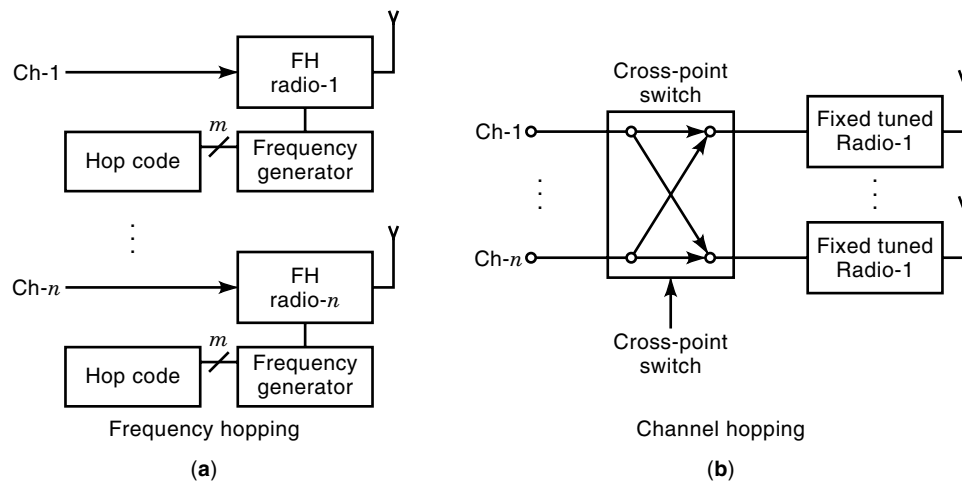 Ch-1
FH
radio-1
Hop code
m
Frequency
generator
Ch-n
FH
radio-n
Hop code
m
Frequency
generator
Frequency hopping
(a)
Cross-point
switch
Ch-1
Fixed tuned
Radio-1
Ch-n
Fixed tuned
Radio-1
Cross-point
switch
Channel hopping
(b)